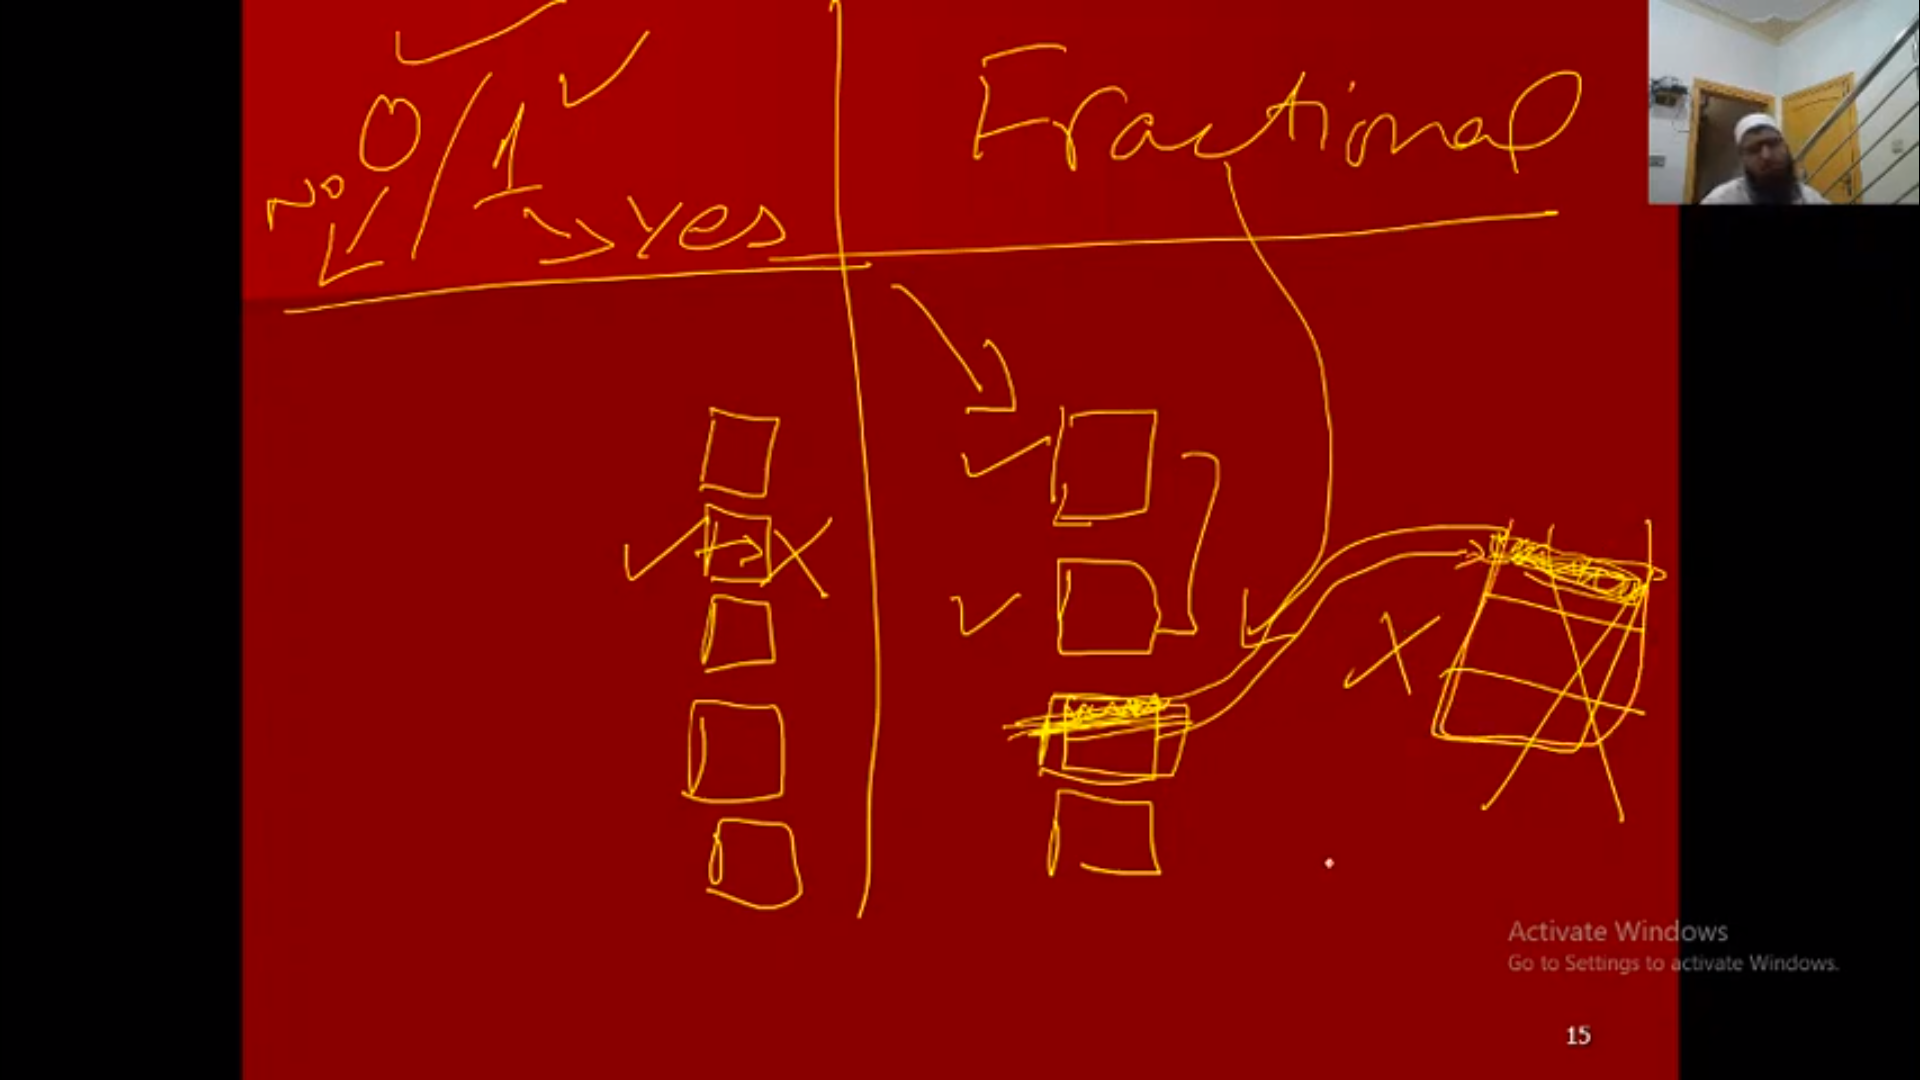 0/1
Fractional
No
Yes
Activate Windows
Go to Settings to activate Windows.
15